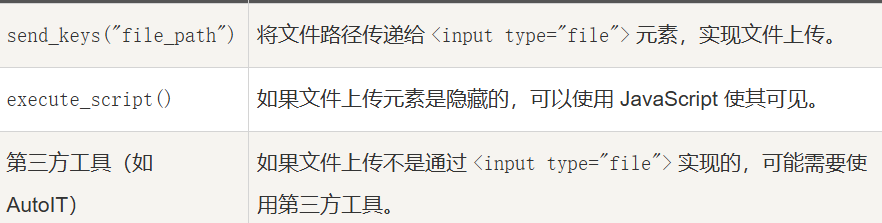 send_keys("file_path") 将文件路径传递给 <input type="file"> 元素，实现文件上传。
execute_script() 如果文件上传元素是隐藏的，可以使用 JavaScript 使其可见。
第三方工具（如 如果文件上传不是通过 <input type="file"> 实现的，可能需要使
AutoIT） 用第三方工具。